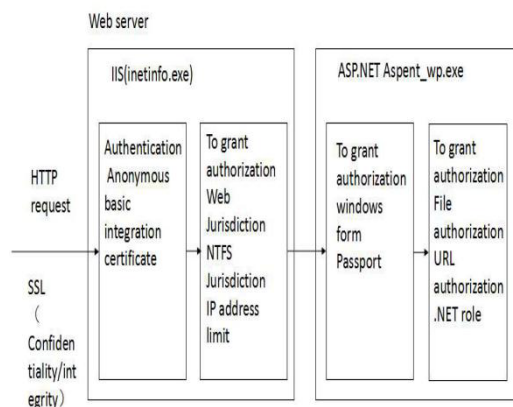 Web server
IIS(inetinfo.exe)
ASP.NET Aspent_wp.exe
HTTP
request
SSL
（
Confiden
tiality/int
egrity）
Authentication
Anonymous
basic
integration
certificate
To grant
authorization
Web
Jurisdiction
NTFS
Jurisdiction
IP address
limit
To grant
authorization
windows
form
Passport
To grant
authorization
File
authorization
URL
authorization
.NET role